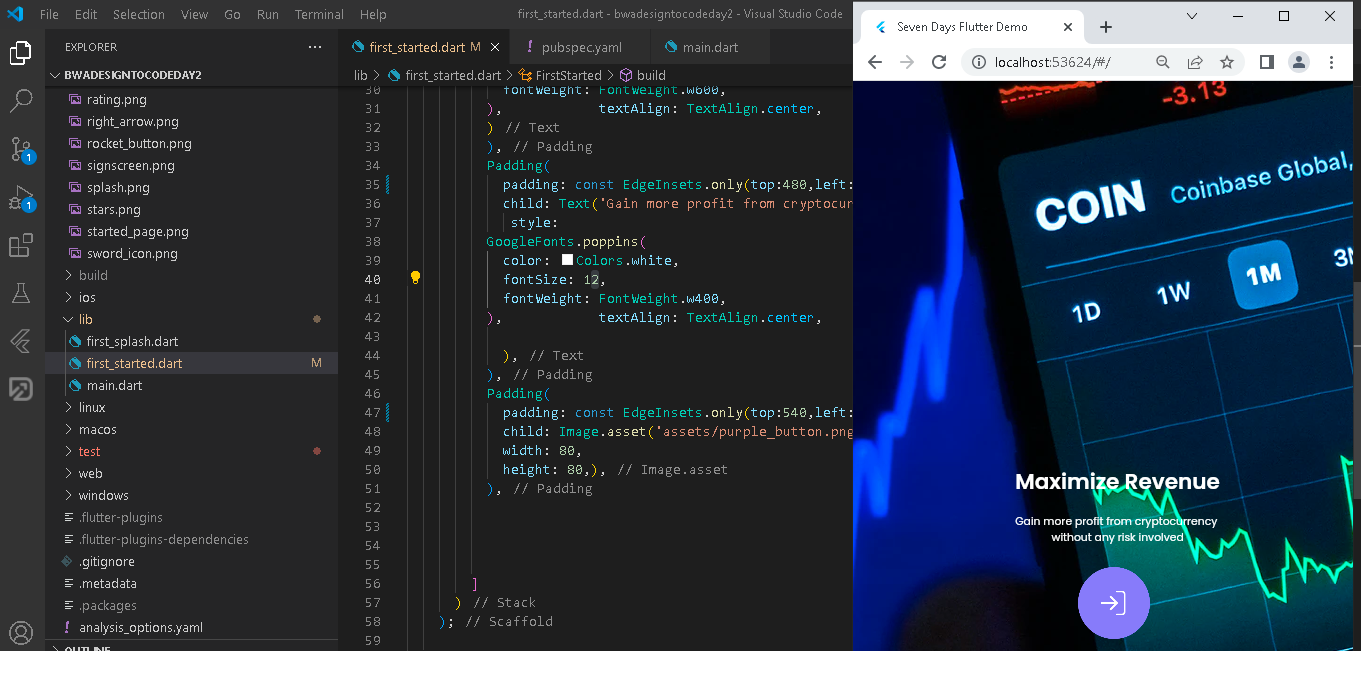 File Edit Selection View Go Run Terminal Help
first_started.dart - bwadesigntocodeday2 - Visual Studio Code
EXPLORER
BWADESIGNTOCODEDAY2
rating.png
right_arrow.png
rocket_button.png
signscreen.png
splash.png
stars.png
started_page.png
sword_icon.png
build
ios
lib
first_splash.dart
first_started.dart M
main.dart
linux
macos
test
web
windows
.flutter-plugins
.flutter-plugins-dependencies
.gitignore
.metadata
.packages
analysis_options.yaml
OUTLINE
1
1
first_started.dart M
pubspec.yaml
main.dart
lib > first_started.dart > FirstStarted > build
30 fontWeight: FontWeight.w600,
31 ), textAlign: TextAlign.center,
32 ) // Text
33 ), // Padding
34 Padding(
35 padding: const EdgeInsets.only(top:480,left:
36 child: Text('Gain more profit from cryptocur
37 style:
38 GoogleFonts.poppins(
39 color: Colors.white,
40 fontSize: 12,
41 fontWeight: FontWeight.w400,
42 ), textAlign: TextAlign.center,
43
44 ), // Text
45 ), // Padding
46 Padding(
47 padding: const EdgeInsets.only(top:540,left:
48 child: Image.asset('assets/purple_button.png
49 width: 80,
50 height: 80,), // Image.asset
51 ), // Padding
52
53
54
55
56 ]
57 ) // Stack
58 ); // Scaffold
59
Seven Days Flutter Demo
localhost:53624/#/
-3.13
COIN Coinbase Global,
1D 1W 1M 3M
Maximize Revenue
Gain more profit from cryptocurrency
without any risk involved